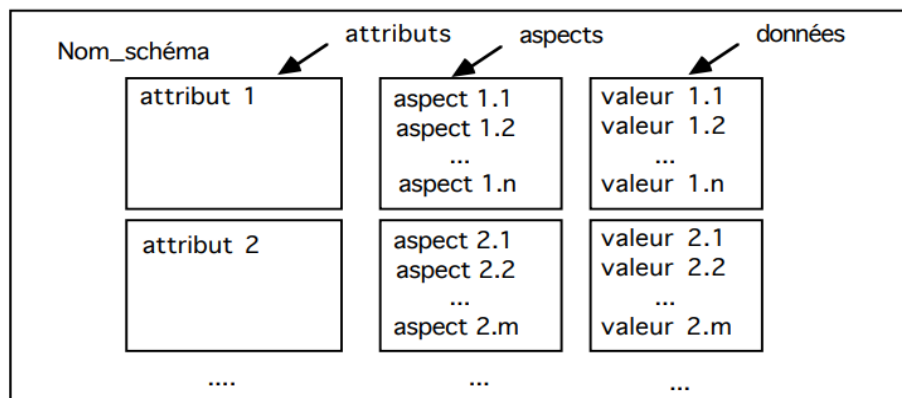 attributs aspects données
Nom_schéma
attribut 1 aspect 1.1 valeur 1.1
aspect 1.2 valeur 1.2
... ...
aspect 1.n valeur 1.n
attribut 2 aspect 2.1 valeur 2.1
aspect 2.2 valeur 2.2
... ...
aspect 2.m valeur 2.m
.... ... ...